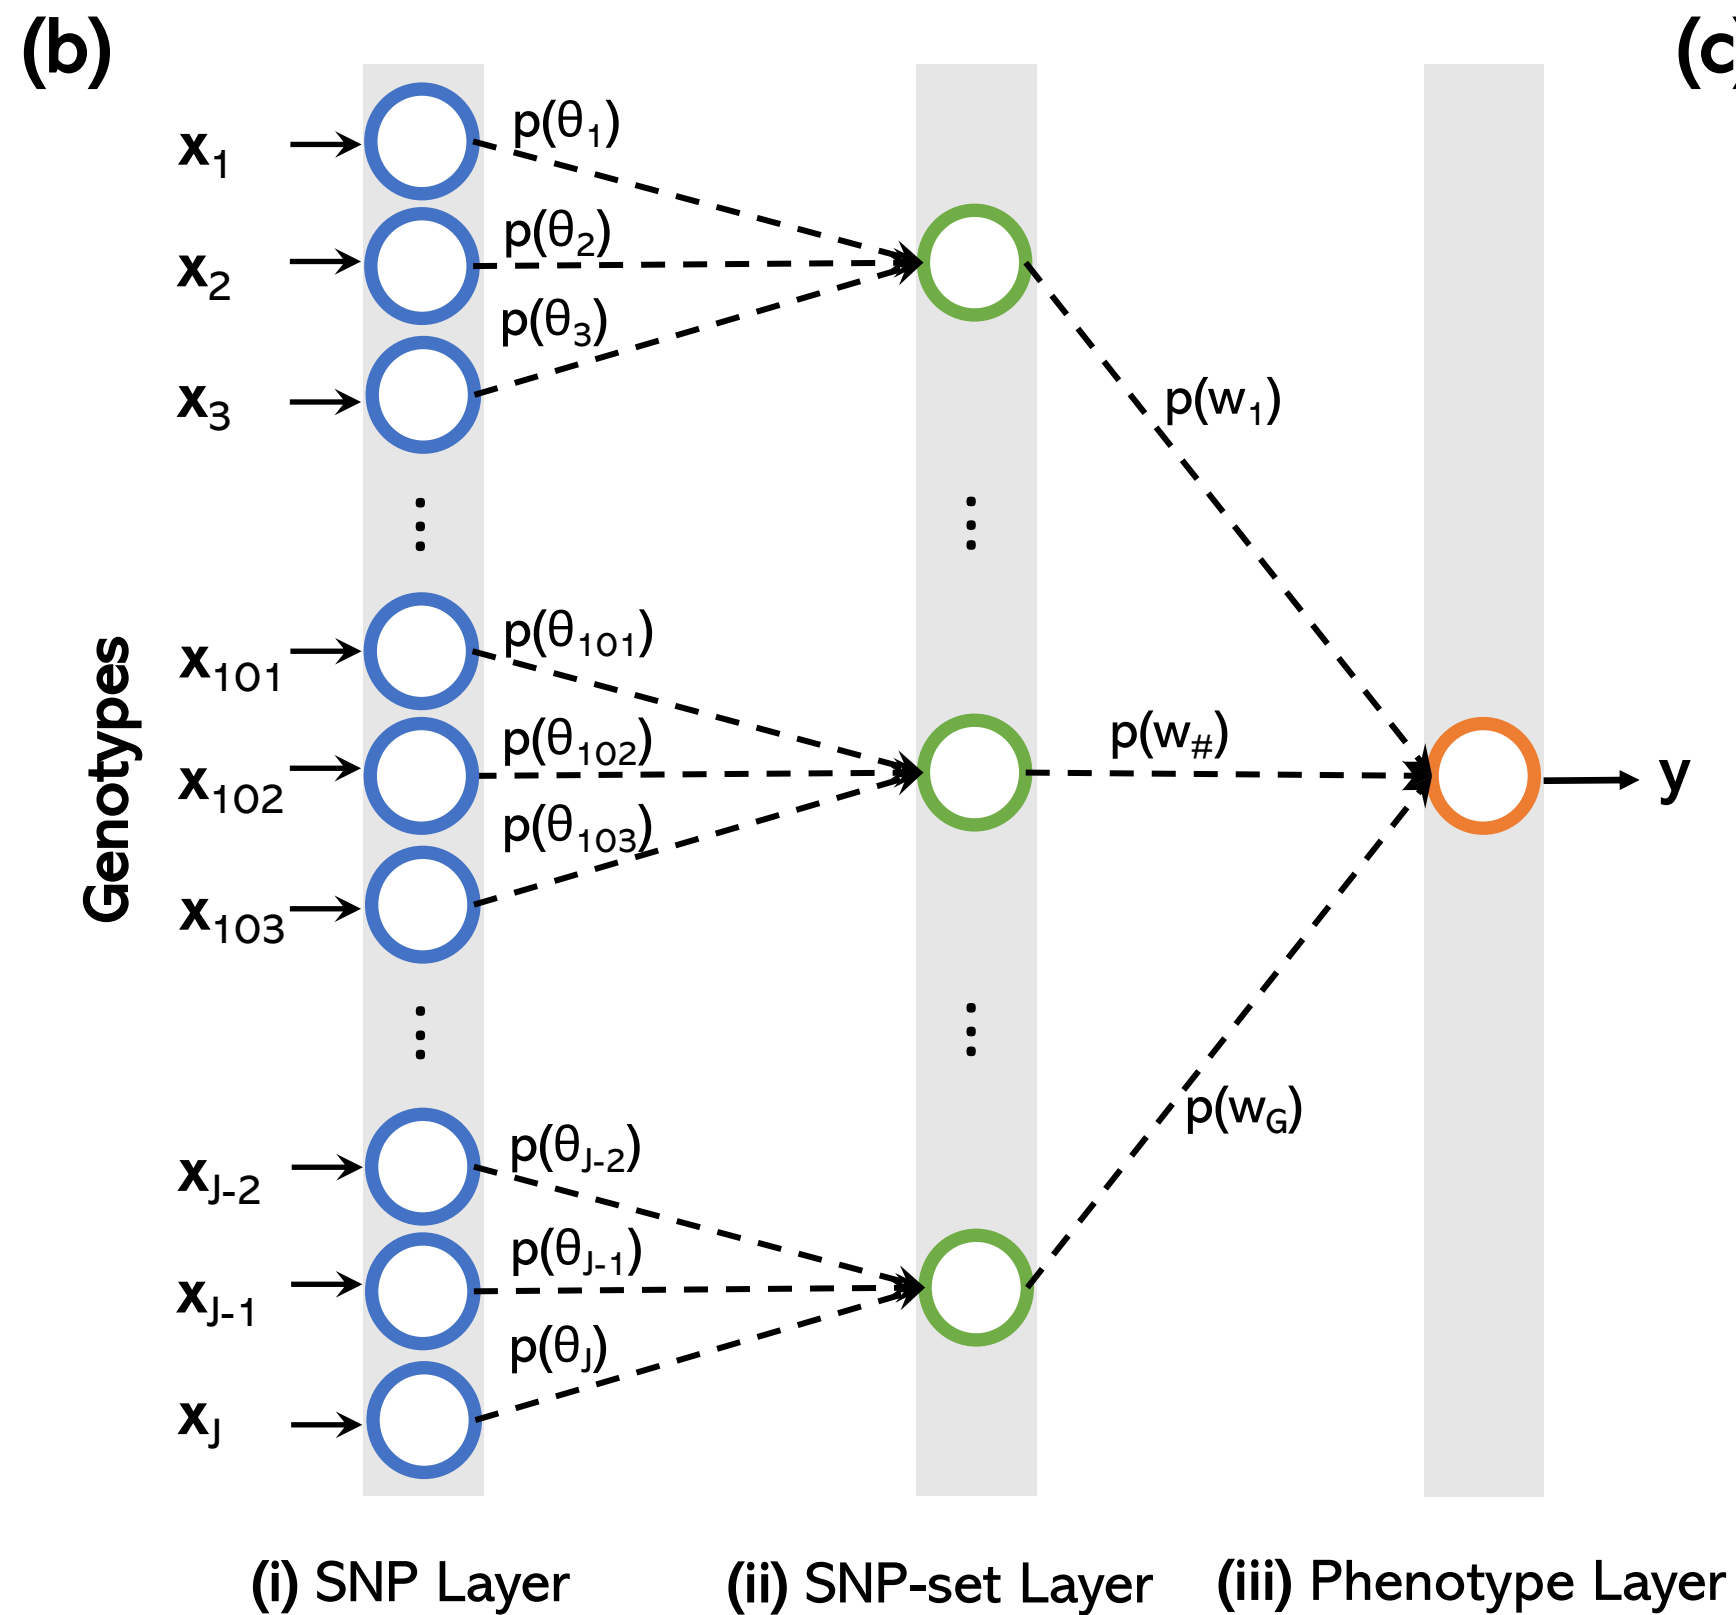 (b)
(c
x1
p(θ1)
x2
p(θ2)
x3
p(θ3)
p(w1)
Genotypes
x101
p(θ101)
x102
p(θ102)
x103
p(θ103)
p(w#)
y
xJ-2
p(θJ-2)
xJ-1
p(θJ-1)
xJ
p(θJ)
p(wG)
(i) SNP Layer
(ii) SNP-set Layer
(iii) Phenotype Layer